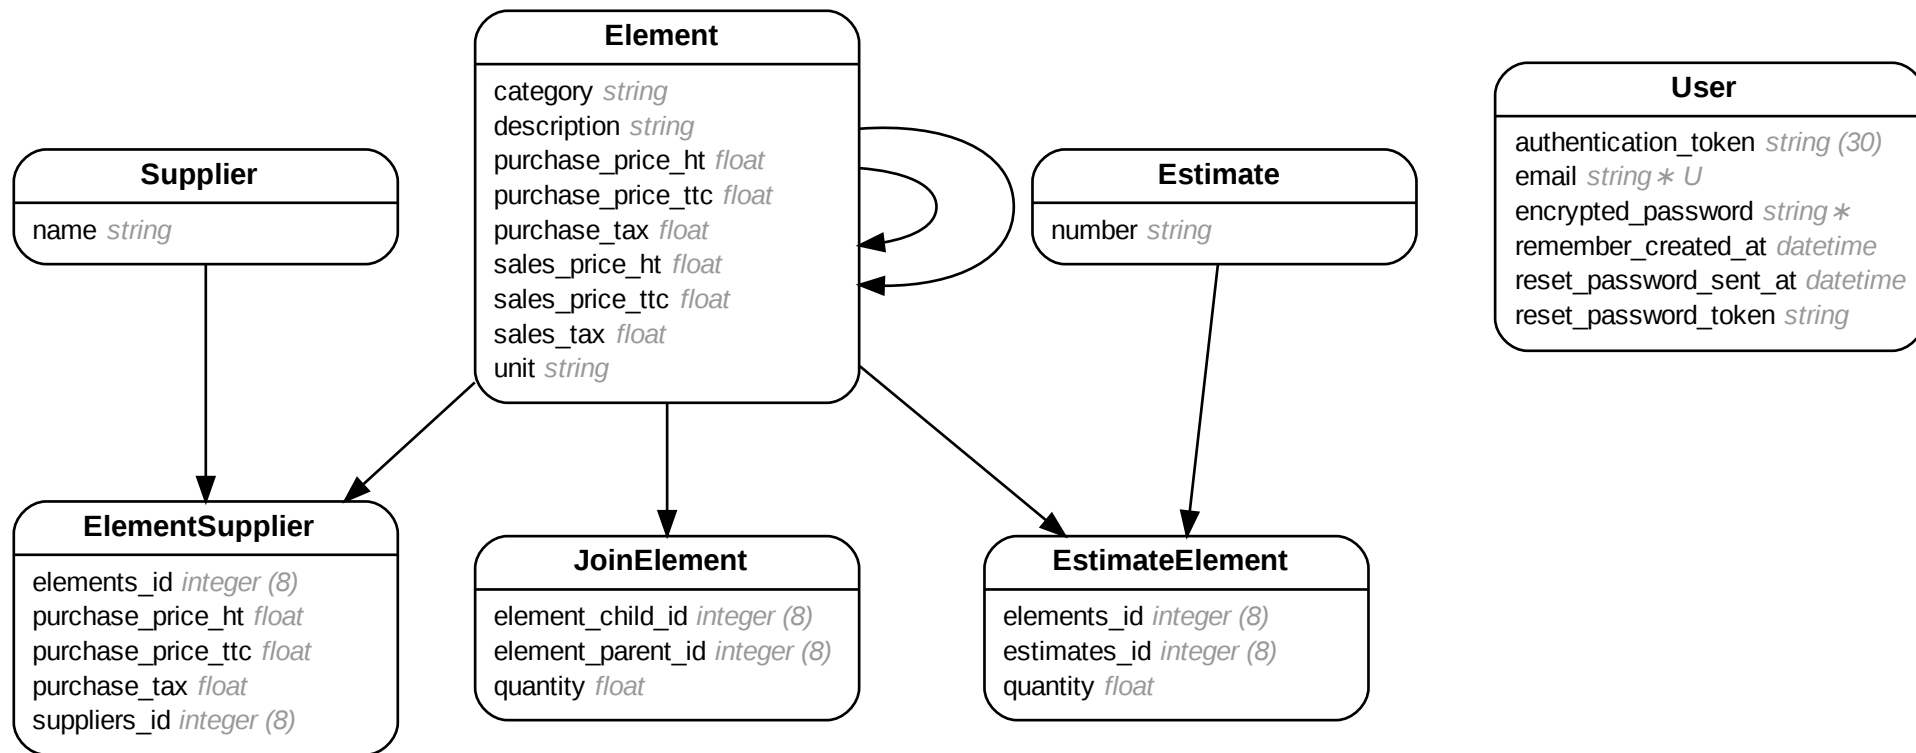 Element
category string
description string
purchase_price_ht float
purchase_price_ttc float
purchase_tax float
sales_price_ht float
sales_price_ttc float
sales_tax float
unit string
User
authentication_token string (30)
email string∗ U
encrypted_password string∗
remember_created_at datetime
reset_password_sent_at datetime
reset_password_token string
Supplier
name string
Estimate
number string
ElementSupplier
elements_id integer (8)
purchase_price_ht float
purchase_price_ttc float
purchase_tax float
suppliers_id integer (8)
JoinElement
element_child_id integer (8)
element_parent_id integer (8)
quantity float
EstimateElement
elements_id integer (8)
estimates_id integer (8)
quantity float